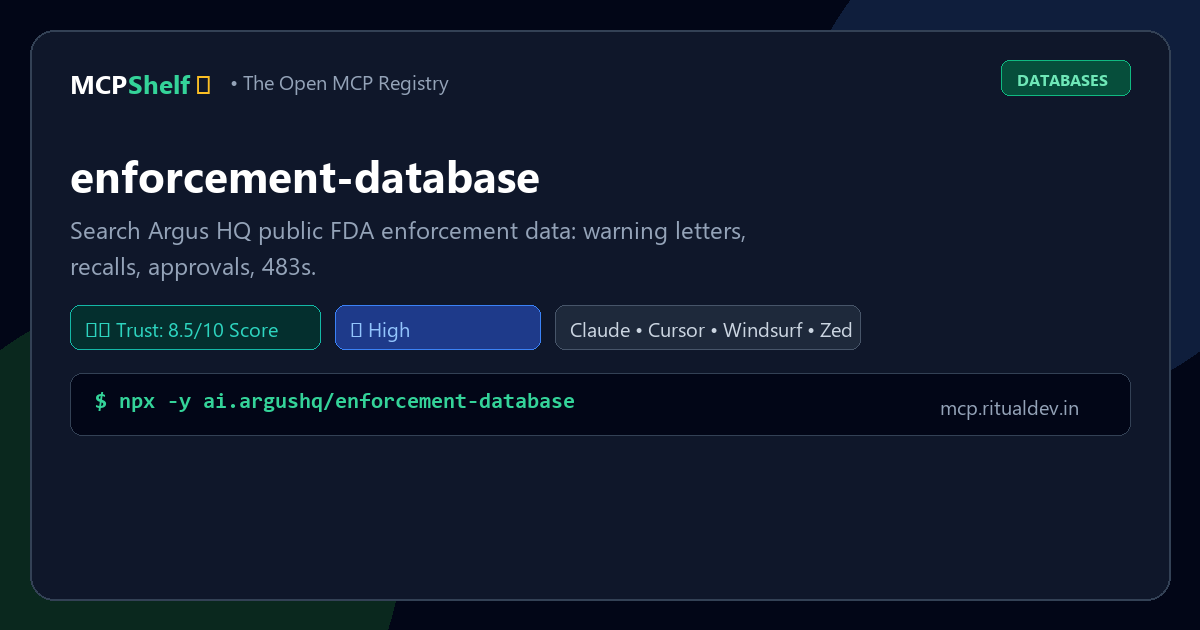 MCPShelf • The Open MCP Registry
DATABASES
enforcement-database
Search Argus HQ public FDA enforcement data: warning letters,
recalls, approvals, 483s.
Trust: 8.5/10 Score
High
Claude • Cursor • Windsurf • Zed
$ npx -y ai.argushq/enforcement-database
mcp.ritualdev.in